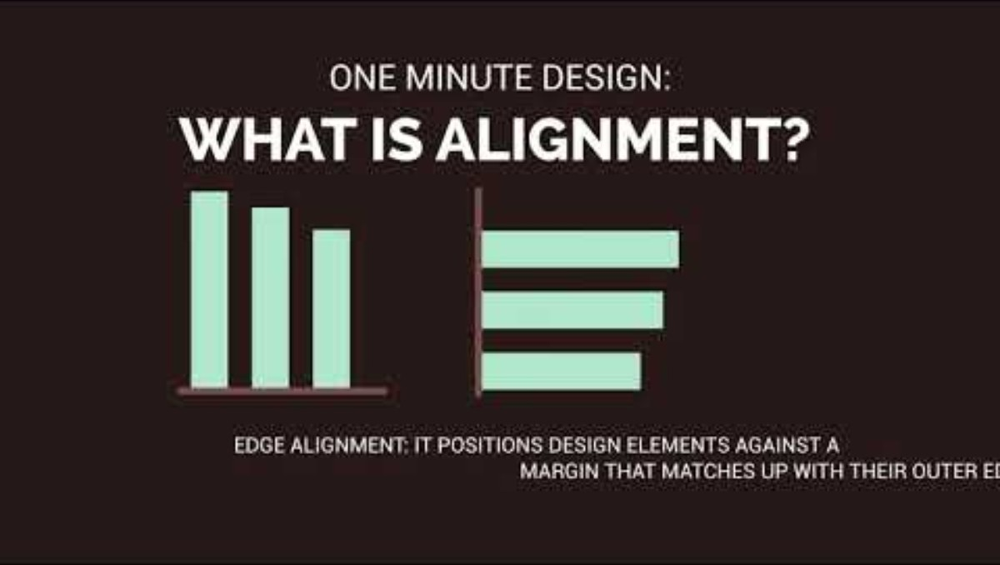 ONE MINUTE DESIGN:
WHAT IS ALIGNMENT?
EDGE ALIGNMENT: IT POSITIONS DESIGN ELEMENTS AGAINST A
MARGIN THAT MATCHES UP WITH THEIR OUTER